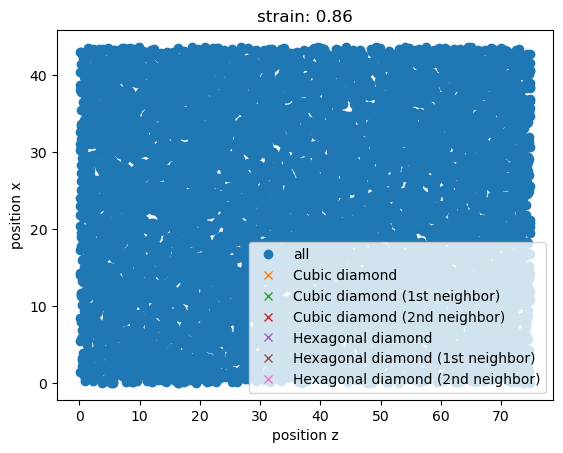 strain: 0.86
position x
40
30
20
10
0
all
Cubic diamond
Cubic diamond (1st neighbor)
Cubic diamond (2nd neighbor)
Hexagonal diamond
Hexagonal diamond (1st neighbor)
Hexagonal diamond (2nd neighbor)
0 10 20 30 40 50 60 70
position z